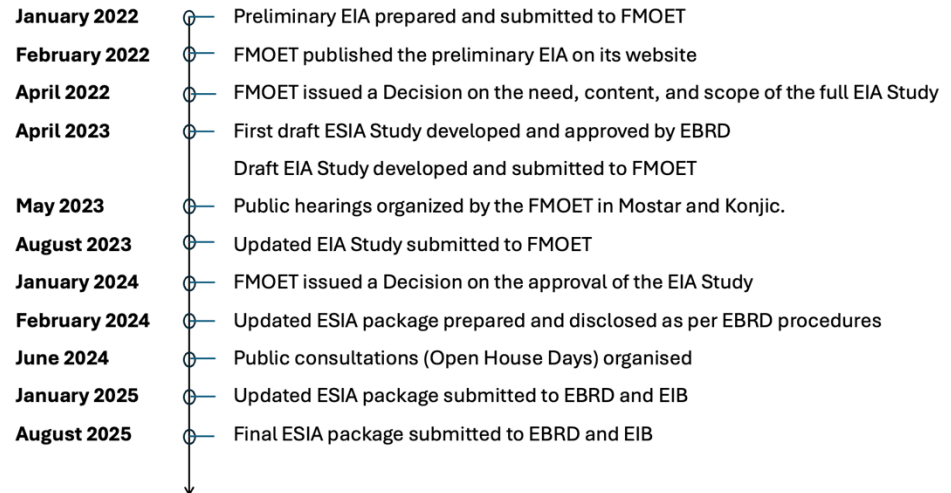 January 2022 Preliminary EIA prepared and submitted to FMOET
February 2022 FMOET published the preliminary EIA on its website
April 2022 FMOET issued a Decision on the need, content, and scope of the full EIA Study
April 2023 First draft ESIA Study developed and approved by EBRD
Draft EIA Study developed and submitted to FMOET
May 2023 Public hearings organized by the FMOET in Mostar and Konjic.
August 2023 Updated EIA Study submitted to FMOET
January 2024 FMOET issued a Decision on the approval of the EIA Study
February 2024 Updated ESIA package prepared and disclosed as per EBRD procedures
June 2024 Public consultations (Open House Days) organised
January 2025 Updated ESIA package submitted to EBRD and EIB
August 2025 Final ESIA package submitted to EBRD and EIB